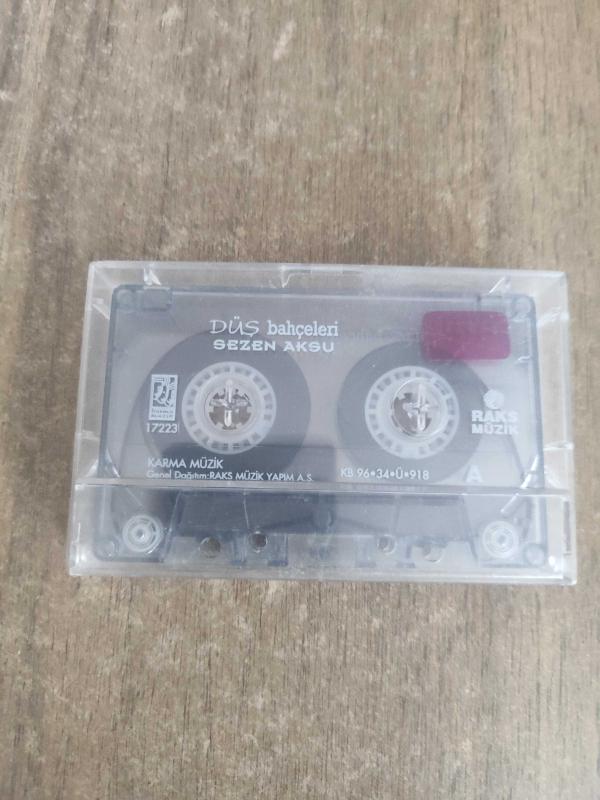 DÜŞ bahçeleri
SEZEN AKSU
17223
RAKS
MÜZİK
KARMA MÜZİK
Genel Dağıtım:RAKS MÜZİK YAPIM A.Ş.
KB 96•34•Ü•918
A